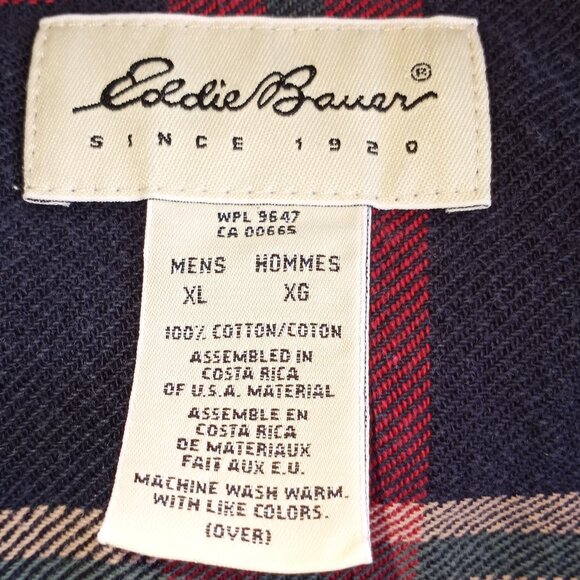 Eddie Bauer ®
SINCE 1920
WPL 9647
CA 00665
MENS HOMMES
XL XG
100% COTTON/COTON
ASSEMBLED IN
COSTA RICA
OF U.S.A. MATERIAL
ASSEMBLE EN
COSTA RICA
DE MATERIAUX
FAIT AUX E.U.
MACHINE WASH WARM.
WITH LIKE COLORS.
(OVER)